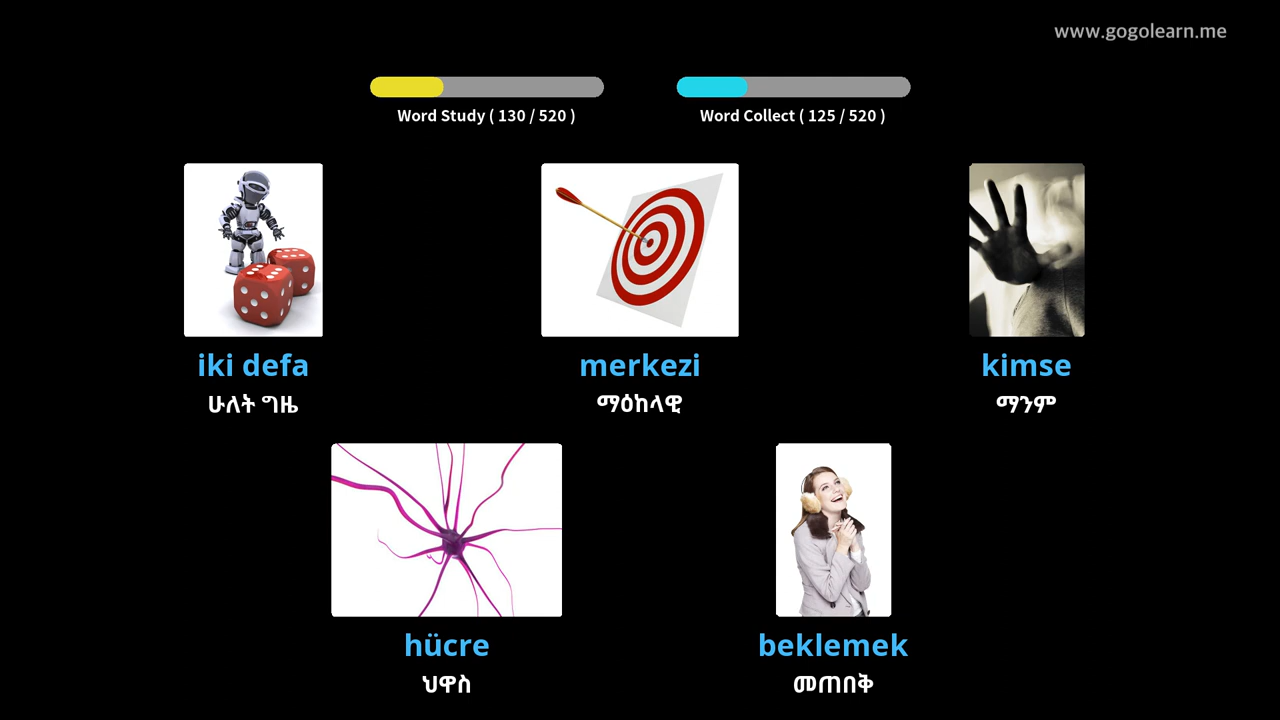 www.gogolearn.me
Word Study ( 130 / 520 )
Word Collect ( 125 / 520 )
iki defa
ሁለት ግዜ
merkezi
ማዕከላዊ
kimse
ማንም
hücre
ህዋስ
beklemek
መጠበቅ